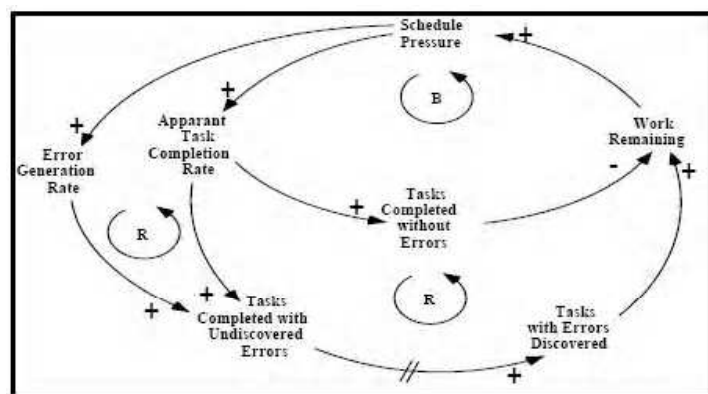 Schedule
Pressure
+
B
+
+
Apparant
Task
Completion
Rate
Error
Generation
Rate
Work
Remaining
-
+
Tasks
Completed
without
Errors
+
R
R
+
+
Tasks
Completed with
Undiscovered
Errors
Tasks
with Errors
Discovered
//
+